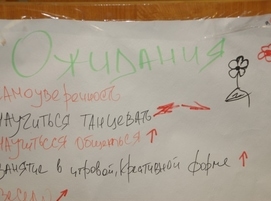 Ожидания
самоуверенность
научиться танцевать
научиться общаться
занятие в игровой, креативной форме